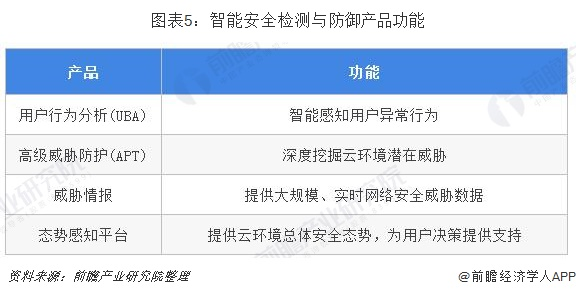 图表5：智能安全检测与防御产品功能
产品 功能
用户行为分析(UBA) 智能感知用户异常行为
高级威胁防护(APT) 深度挖掘云环境潜在威胁
威胁情报 提供大规模、实时网络安全威胁数据
态势感知平台 提供云环境总体安全态势，为用户决策提供支持
资料来源：前瞻产业研究院整理 @前瞻经济学人APP